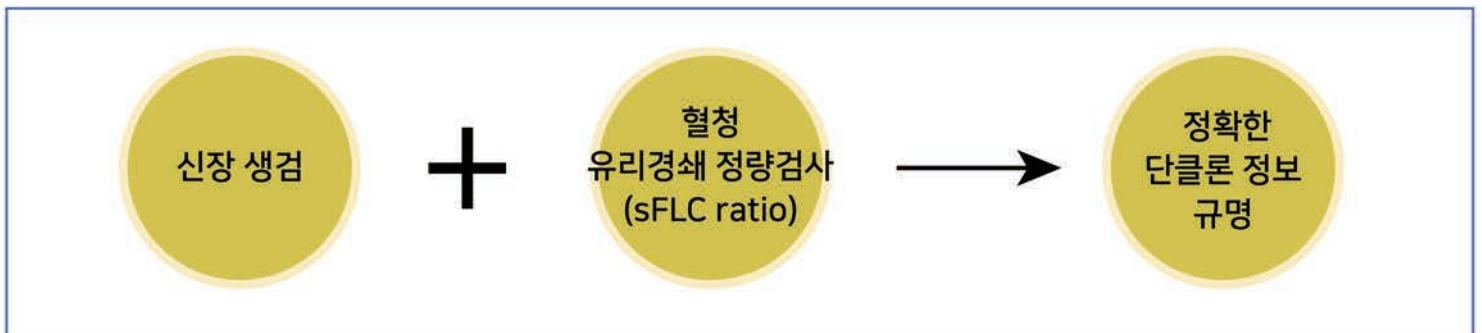 신장 생검
+
혈청
유리경쇄 정량검사
(sFLC ratio)
정확한
단클론 정보
규명